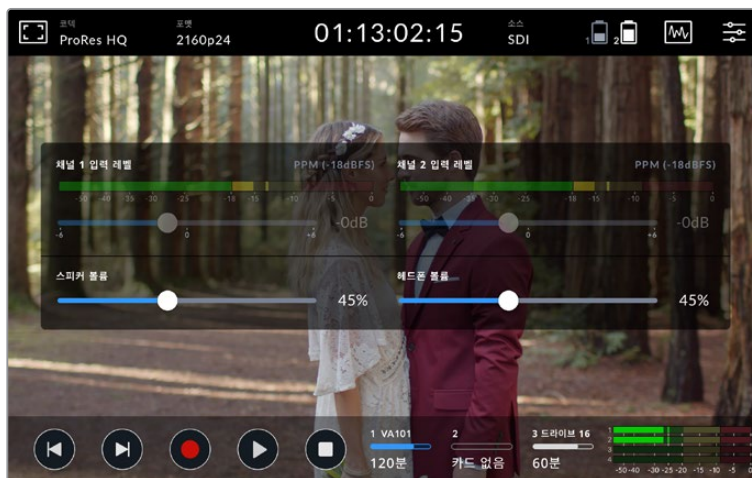 코덱 포맷 01:13:02:15 소스
ProRes HQ 2160p24 SDI 1 2
채널 1 입력 레벨 PPM (-18dBFS) 채널 2 입력 레벨 PPM (-18dBFS)
-50 -40 -35 -30 -25 -18 -15 -10 -5 0 -50 -40 -35 -30 -25 -18 -15 -10 -5 0
-0dB -0dB
-6 0 +6 -6 0 +6
스피커 볼륨 헤드폰 볼륨
45% 45%
1 VA101 2 3 드라이브 16
120분 카드 없음 60분
1
2
3
4
-50 -40 -30 -25 -20 -15 -10 -5 0